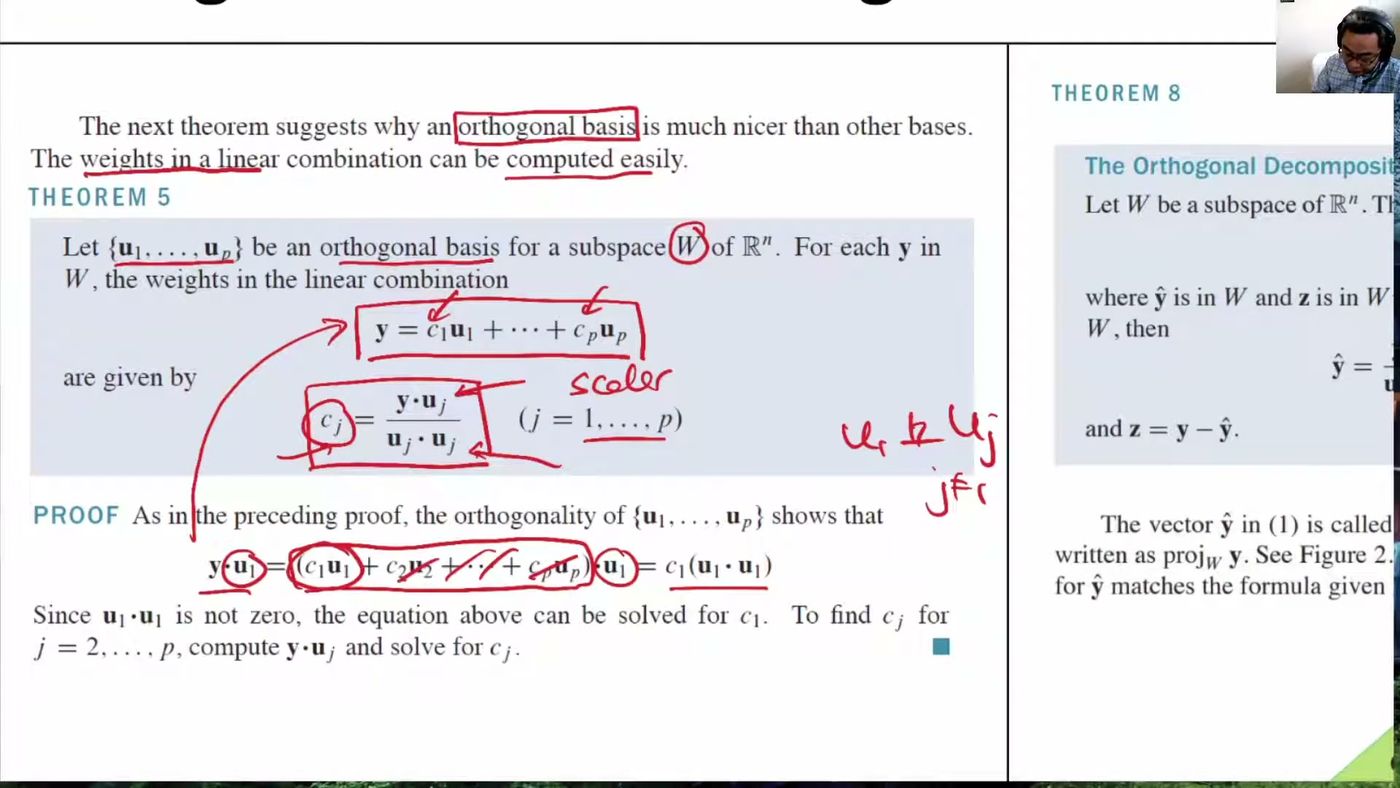 The next theorem suggests why an orthogonal basis is much nicer than other bases.
The weights in a linear combination can be computed easily.
THEOREM 5
Let {u₁, . . . , uₚ} be an orthogonal basis for a subspace W of ℝⁿ. For each y in
W, the weights in the linear combination
y = c₁u₁ + ··· + cₚuₚ
are given by
scaler
cⱼ = y·uⱼ / uⱼ·uⱼ (j = 1, . . . , p)
u₁ ⊥ uⱼ
j≠1
PROOF As in the preceding proof, the orthogonality of {u₁, . . . , uₚ} shows that
y·u₁ = (c₁u₁ + c₂u₂ + ··· + cₚuₚ)·u₁ = c₁(u₁·u₁)
Since u₁·u₁ is not zero, the equation above can be solved for c₁. To find cⱼ for
j = 2, . . . , p, compute y·uⱼ and solve for cⱼ.
THEOREM 8
The Orthogonal
Let W be a subspace of ℝⁿ.
where ŷ is in W and z is in W
W, then
ŷ =
and z = y − ŷ.
The vector ŷ in (1) is called
written as proj_W y. See Figure 2.
for ŷ matches the formula given